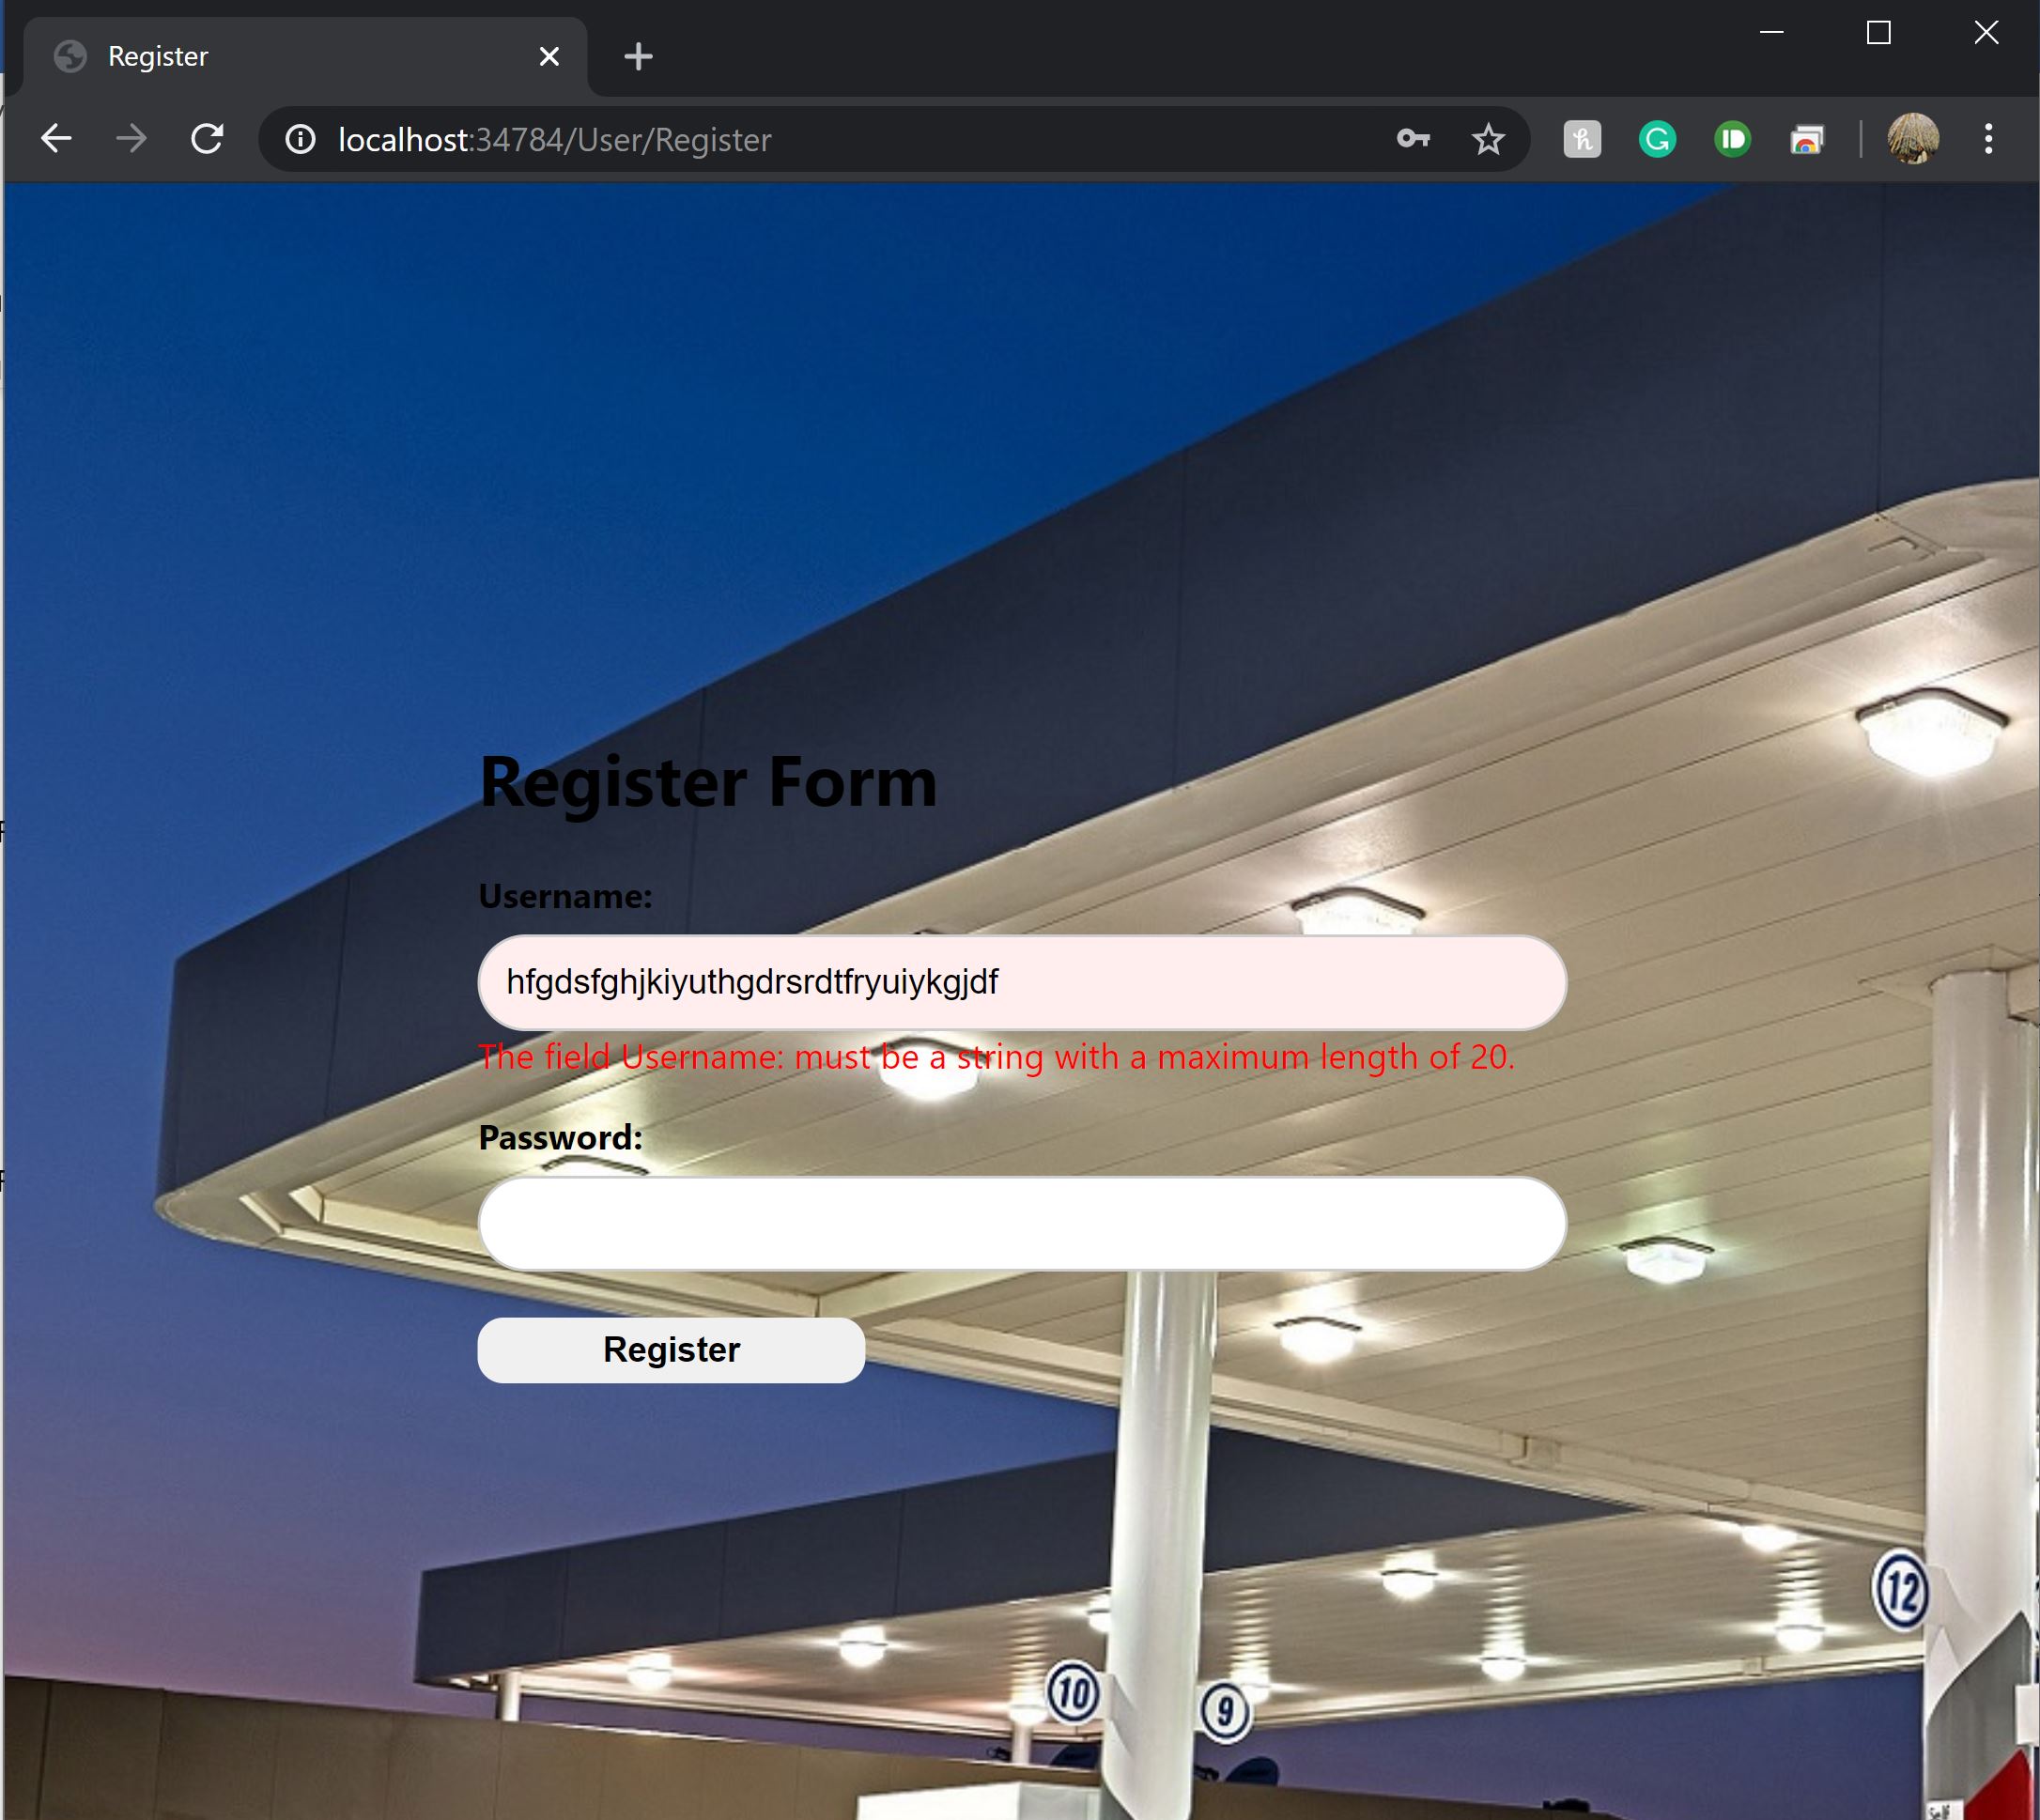 Register
localhost:34784/User/Register
Register Form
Username:
hfgdsfghjkiyuthgdrsrdtfryuiykgjdf
The field Username: must be a string with a maximum length of 20.
Password:
Register
12
10
9
Self